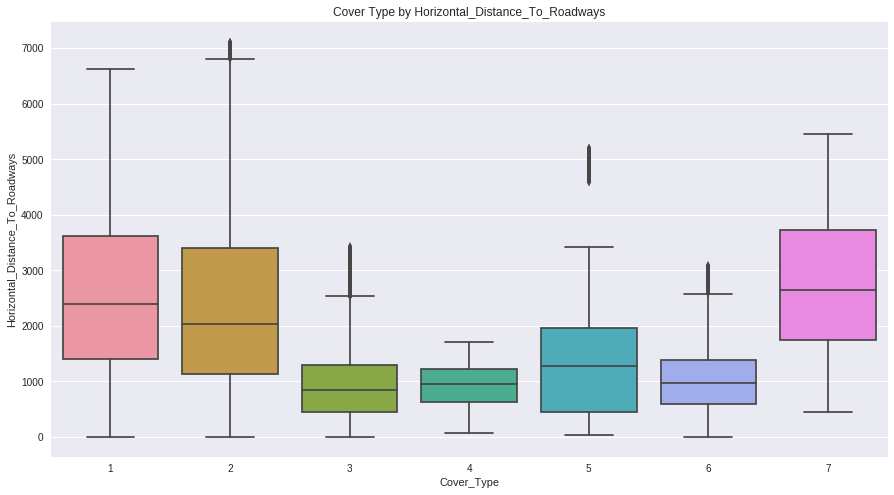 Cover Type by Horizontal_Distance_To_Roadways
Horizontal_Distance_To_Roadways
7000
6000
5000
4000
3000
2000
1000
0
1 2 3 4 5 6 7
Cover_Type